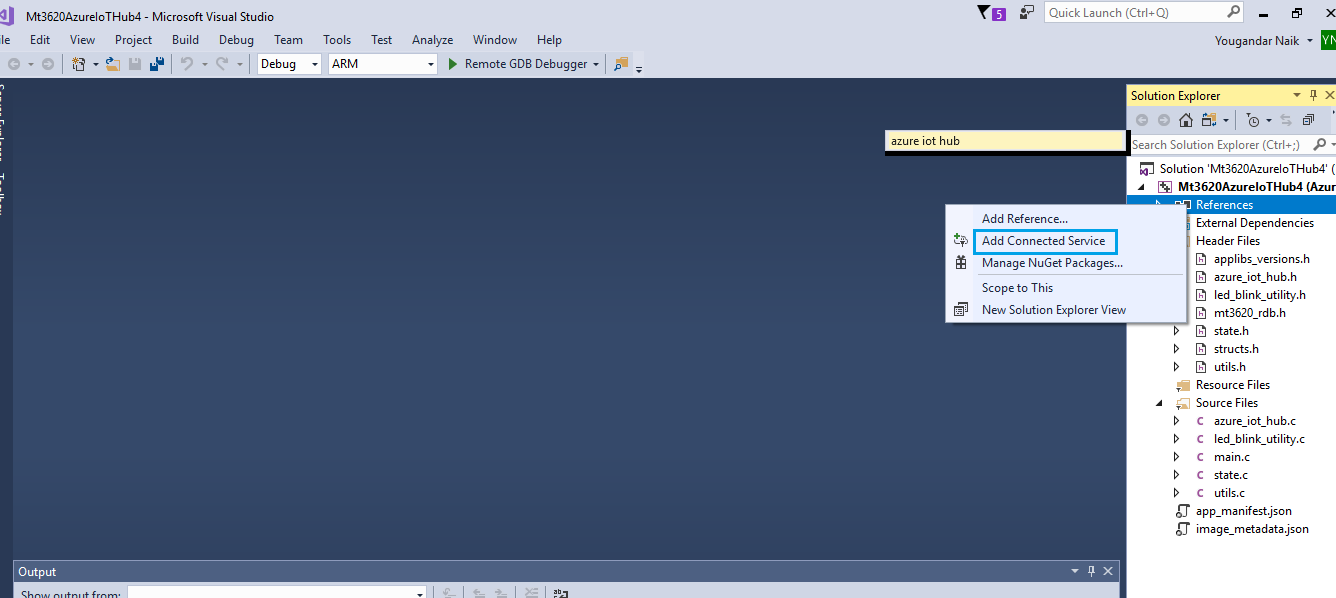 Mt3620AzureIoTHub4 - Microsoft Visual Studio
5
Quick Launch (Ctrl+Q)
ile Edit View Project Build Debug Team Tools Test Analyze Window Help
Yougandar Naik
YN
Debug
ARM
Remote GDB Debugger
Solution Explorer
azure iot hub
Search Solution Explorer (Ctrl+;)
Solution 'Mt3620AzureIoTHub4' (
Mt3620AzureIoTHub4 (Azur
References
Add Reference...
Add Connected Service
Manage NuGet Packages...
Scope to This
New Solution Explorer View
External Dependencies
Header Files
applibs_versions.h
azure_iot_hub.h
led_blink_utility.h
mt3620_rdb.h
state.h
structs.h
utils.h
Resource Files
Source Files
C azure_iot_hub.c
C led_blink_utility.c
C main.c
C state.c
C utils.c
app_manifest.json
image_metadata.json
Output
Show output from: